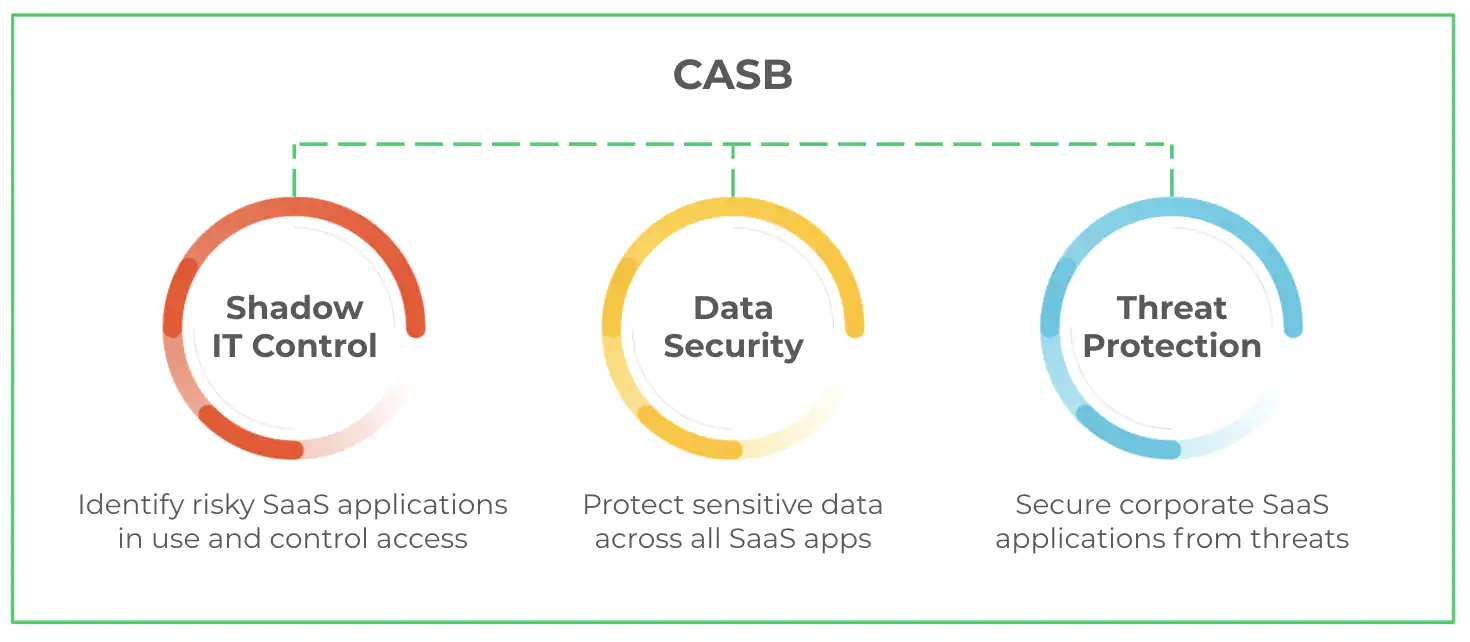 CASB
Shadow
IT Control
Identify risky SaaS applications
in use and control access
Data
Security
Protect sensitive data
across all SaaS apps
Threat
Protection
Secure corporate SaaS
applications from threats